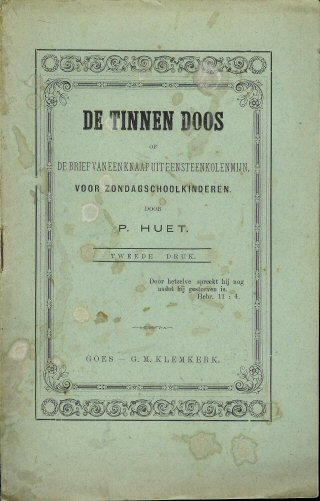 DE TINNEN DOOS
OF
DE BRIEF VAN EEN KNAAP UIT EEN STEENKOLENMIJN,
VOOR ZONDAGSCHOOLKINDEREN.
DOOR
P. HUET.
TWEEDE DRUK.
Door hetzelve spreekt hij nog
nadat hij gestorven is.
Hebr. 11 : 4.
GOES — G. M. KLEMKERK.